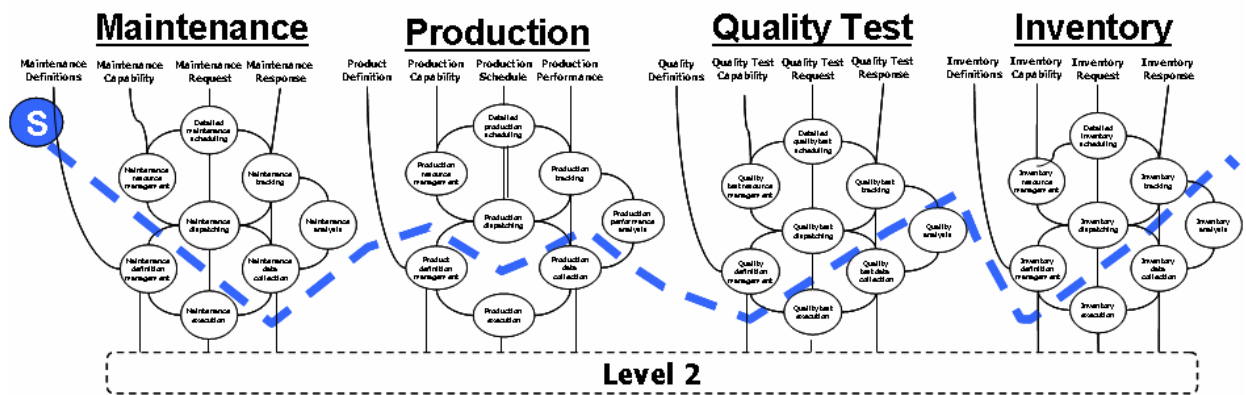 Maintenance
Production
Quality Test
Inventory
Maintenance
Definitions
Maintenance
Capability
Maintenance
Request
Maintenance
Response
Product
Definition
Production
Capability
Production
Schedule
Production
Performance
Quality
Definitions
Quality Test
Capability
Quality Test
Request
Quality Test
Response
Inventory
Definitions
Inventory
Capability
Inventory
Request
Inventory
Response
S
Detailed
maintenance
scheduling
Maintenance
resource
management
Maintenance
tracking
Maintenance
dispatching
Maintenance
analysis
Maintenance
definition
management
Maintenance
data
collection
Maintenance
execution
Detailed
production
scheduling
Production
resource
management
Production
tracking
Production
dispatching
Production
performance
analysis
Product
definition
management
Production
data
collection
Production
execution
Detailed
quality test
scheduling
Quality
test resource
management
Quality test
tracking
Quality test
dispatching
Quality
analysis
Quality
definition
management
Quality
test data
collection
Quality test
execution
Detailed
inventory
scheduling
Inventory
resource
management
Inventory
tracking
Inventory
dispatching
Inventory
analysis
Inventory
definition
management
Inventory
data
collection
Inventory
execution
Level 2